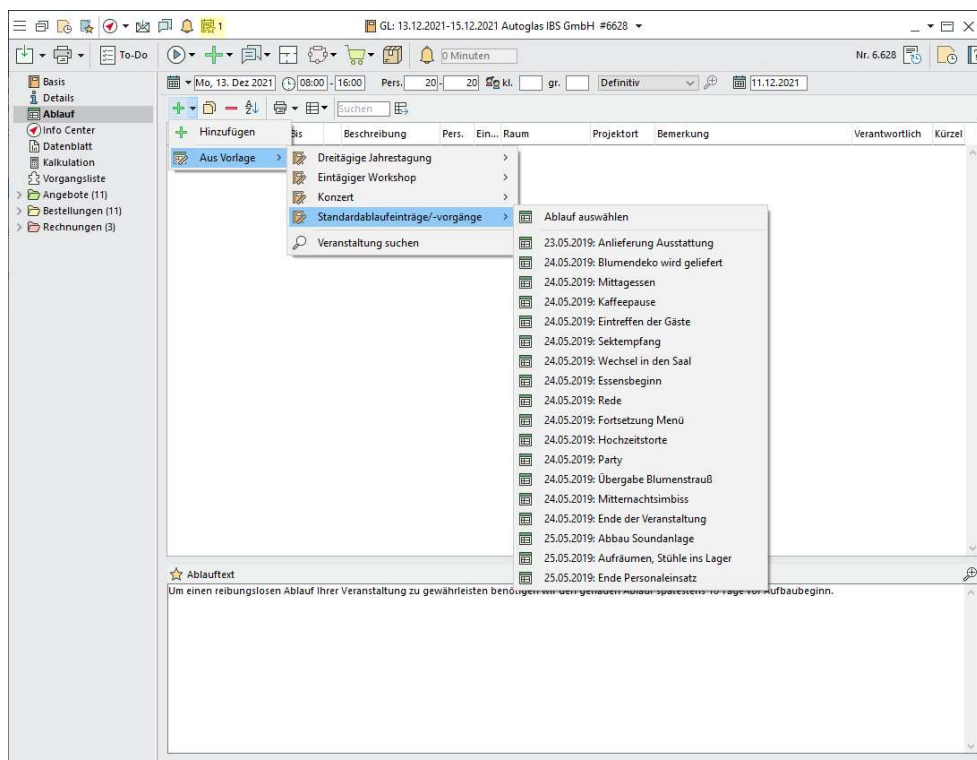 1 GL: 13.12.2021-15.12.2021 Autoglas IBS GmbH #6628
To-Do 0 Minuten Nr. 6.628
Basis
Details
Ablauf
Info Center
Datenblatt
Kalkulation
Vorgangsliste
Angebote (11)
Bestellungen (11)
Rechnungen (3)
Mo, 13. Dez 2021 08:00 - 16:00 Pers. 20 - 20 kl. gr. Definitiv 11.12.2021
Suchen
Bis Beschreibung Pers. Ein... Raum Projektort Bemerkung Verantwortlich Kürzel
Hinzufügen
Aus Vorlage
Dreitägige Jahrestagung
Eintägiger Workshop
Konzert
Standardablaufeinträge/-vorgänge
Veranstaltung suchen
Ablauf auswählen
23.05.2019: Anlieferung Ausstattung
24.05.2019: Blumendeko wird geliefert
24.05.2019: Mittagessen
24.05.2019: Kaffeepause
24.05.2019: Eintreffen der Gäste
24.05.2019: Sektempfang
24.05.2019: Wechsel in den Saal
24.05.2019: Essensbeginn
24.05.2019: Rede
24.05.2019: Fortsetzung Menü
24.05.2019: Hochzeitstorte
24.05.2019: Party
24.05.2019: Übergabe Blumenstrauß
24.05.2019: Mitternachtsimbiss
24.05.2019: Ende der Veranstaltung
25.05.2019: Abbau Soundanlage
25.05.2019: Aufräumen, Stühle ins Lager
25.05.2019: Ende Personaleinsatz
Ablauftext
Um einen reibungslosen Ablauf Ihrer Veranstaltung zu gewährleisten benötigen wir den genauen Ablauf spätestens 10 Tage vor Aufbaubeginn.